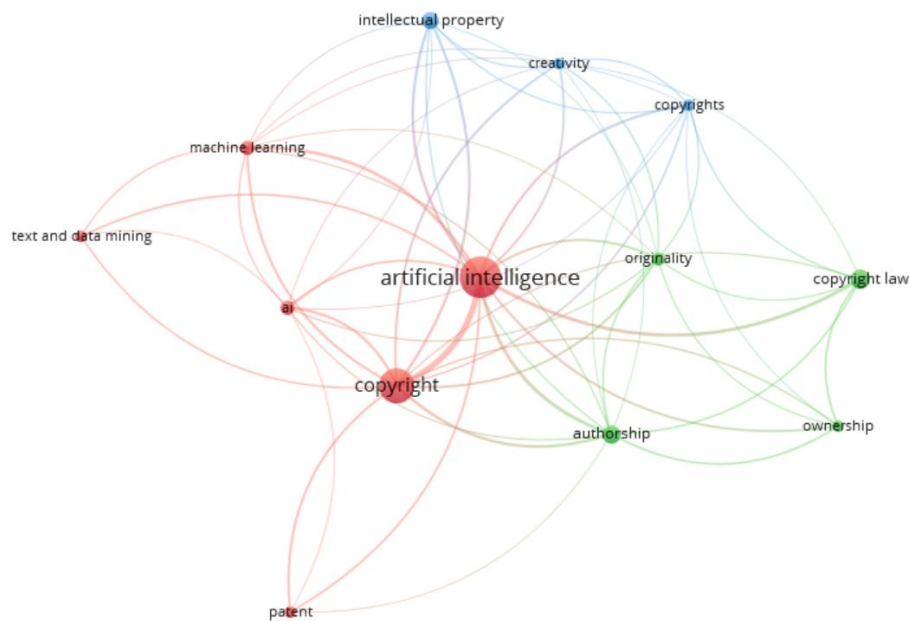 intellectual property
creativity
copyrights
machine learning
text and data mining
originality
artificial intelligence
copyright law
ai
copyright
ownership
authorship
patent